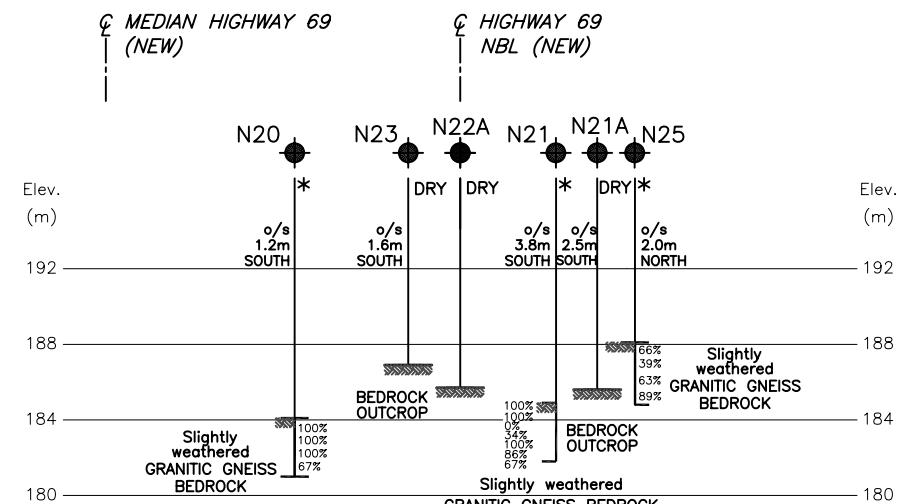 ℄ MEDIAN HIGHWAY 69
(NEW)
℄ HIGHWAY 69
NBL (NEW)
N20
N23
N22A
N21
N21A
N25
Elev.
(m)
*
DRY
DRY
*
DRY
*
Elev.
(m)
o/s
1.2m
SOUTH
o/s
1.6m
SOUTH
o/s
3.8m
SOUTH
o/s
2.5m
SOUTH
o/s
2.0m
NORTH
192
192
188
188
66%
39%
63%
89%
Slightly
weathered
GRANITIC GNEISS
BEDROCK
BEDROCK
OUTCROP
184
184
100%
100%
0%
34%
100%
86%
67%
BEDROCK
OUTCROP
Slightly
weathered
GRANITIC GNEISS
BEDROCK
100%
100%
100%
67%
Slightly weathered
GRANITIC GNEISS BEDROCK
180
180